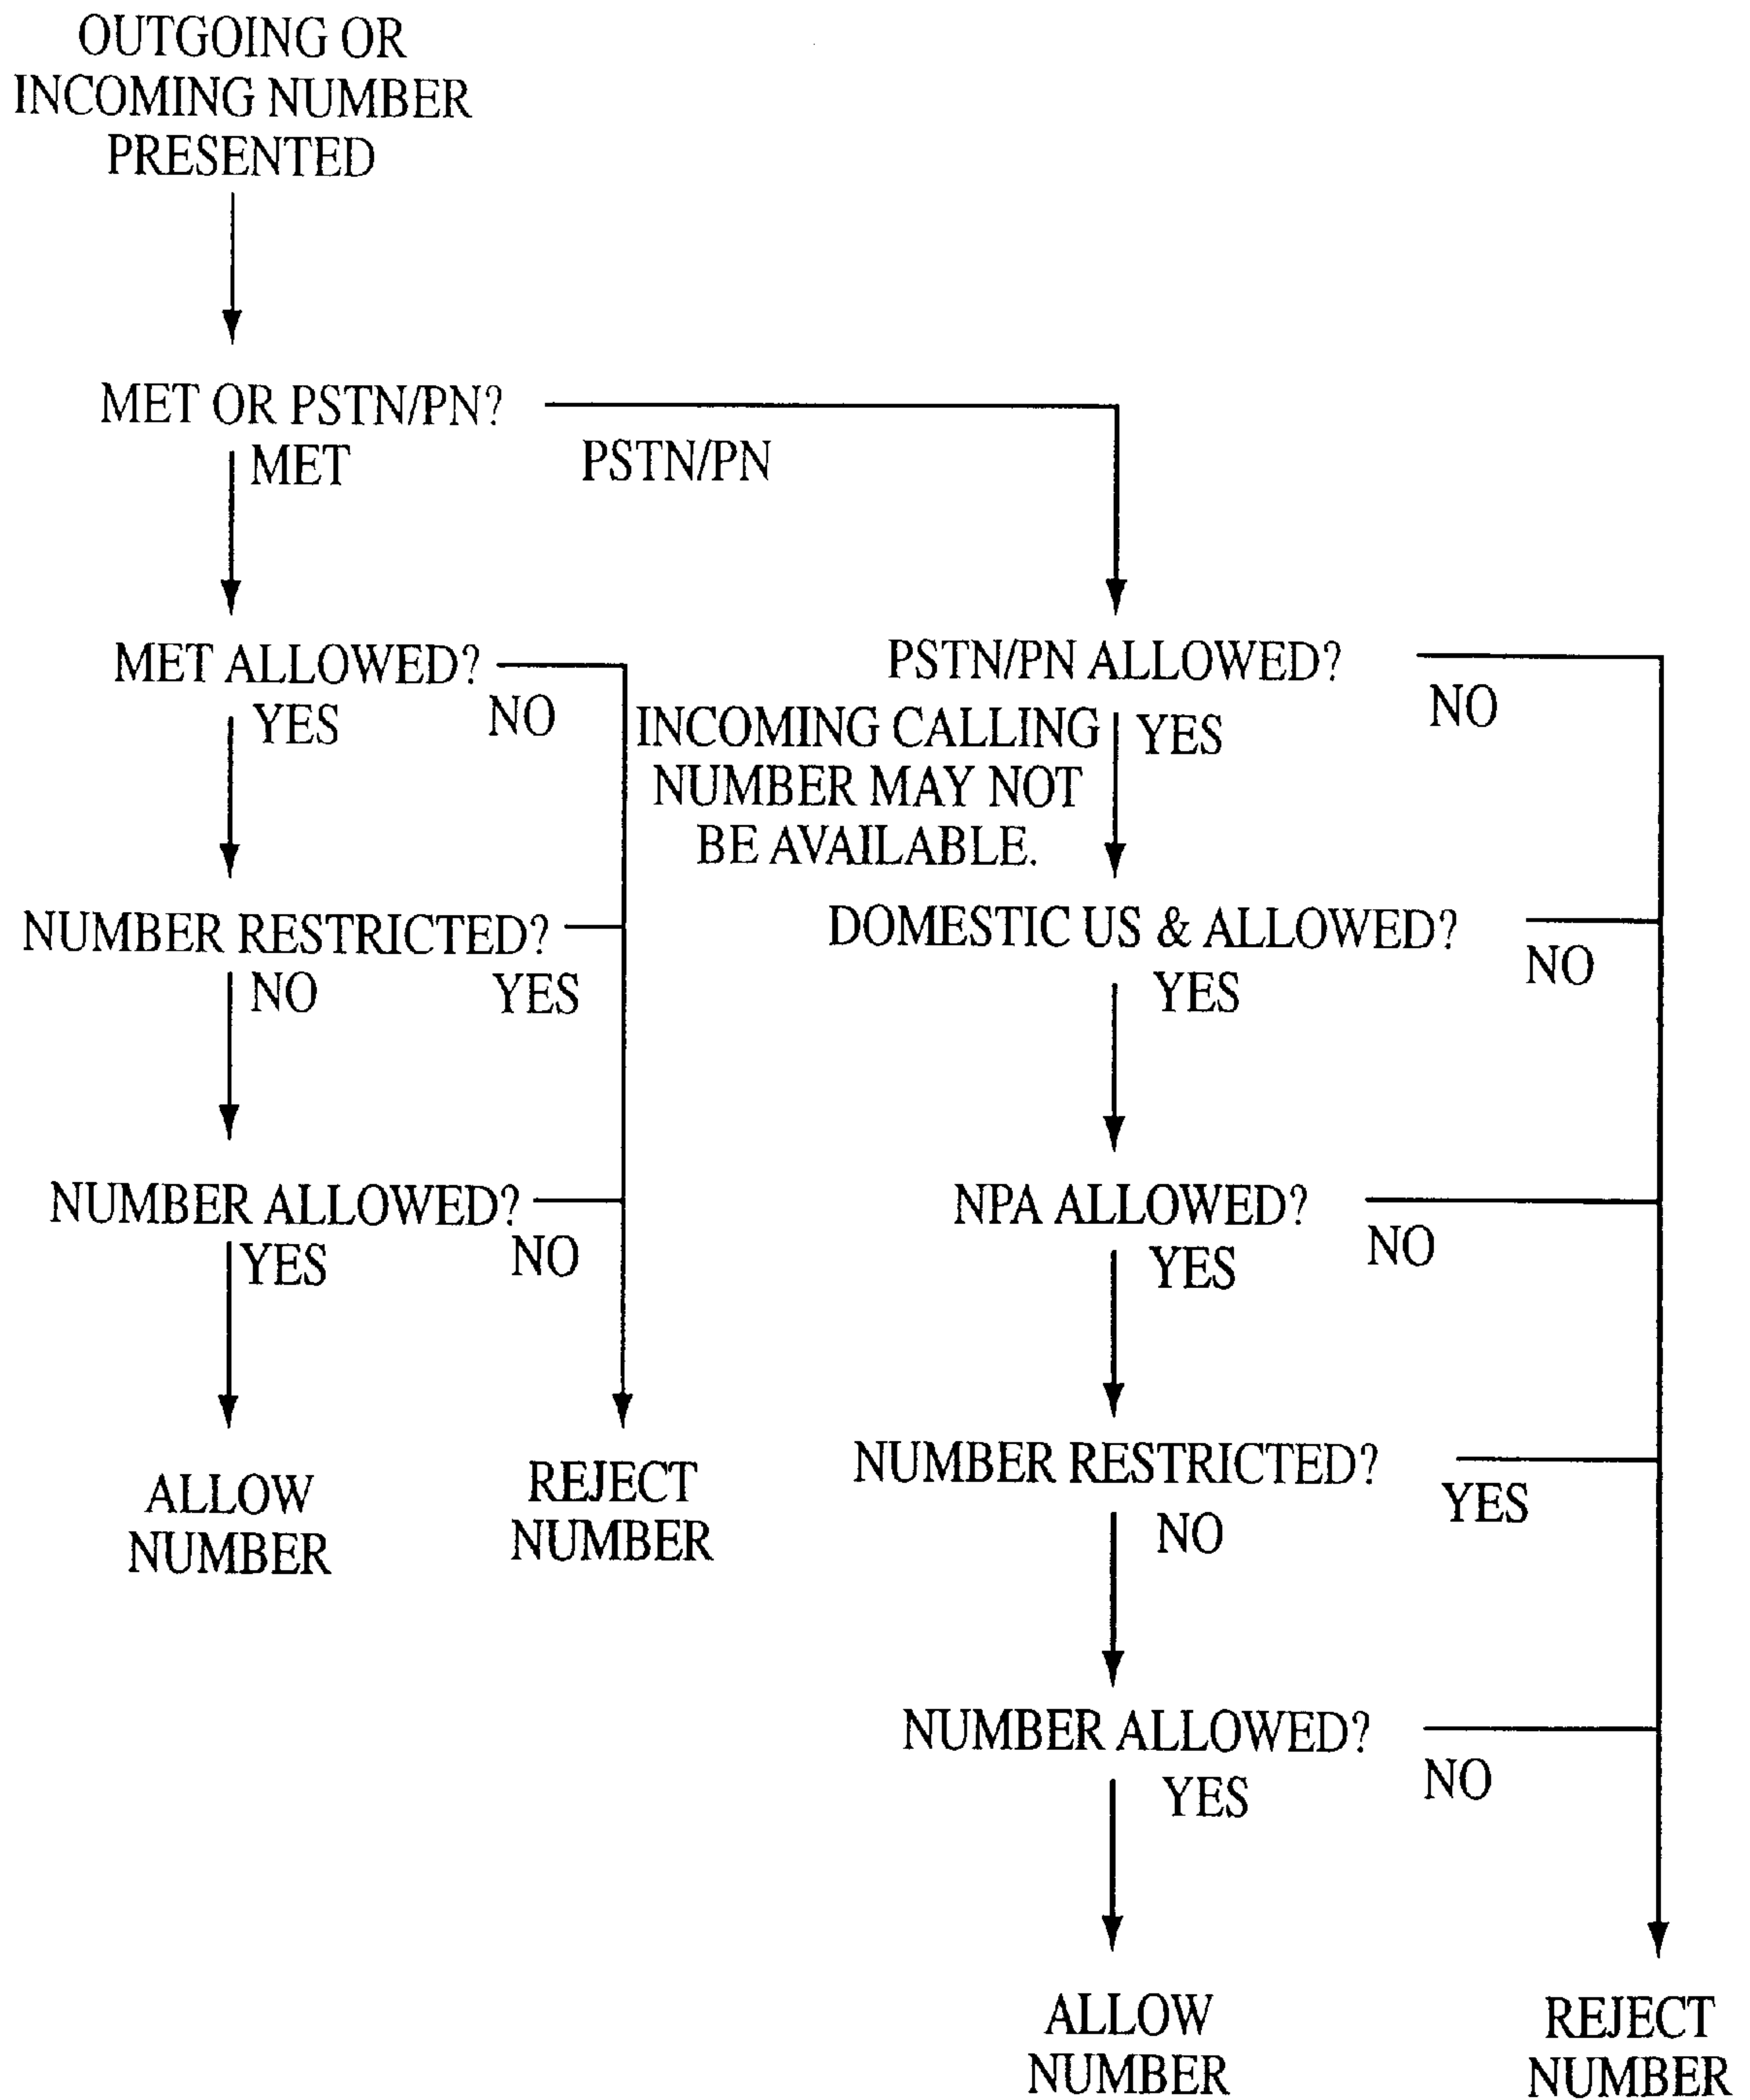 OUTGOING OR
INCOMING NUMBER
PRESENTED
MET OR PSTN/PN?
MET
PSTN/PN
MET ALLOWED?
YES
NO
NUMBER RESTRICTED?
NO
YES
NUMBER ALLOWED?
YES
NO
ALLOW
NUMBER
REJECT
NUMBER
PSTN/PN ALLOWED?
NO
INCOMING CALLING
NUMBER MAY NOT
BE AVAILABLE.
YES
DOMESTIC US & ALLOWED?
NO
YES
NPA ALLOWED?
NO
YES
NUMBER RESTRICTED?
YES
NO
NUMBER ALLOWED?
NO
YES
ALLOW
NUMBER
REJECT
NUMBER